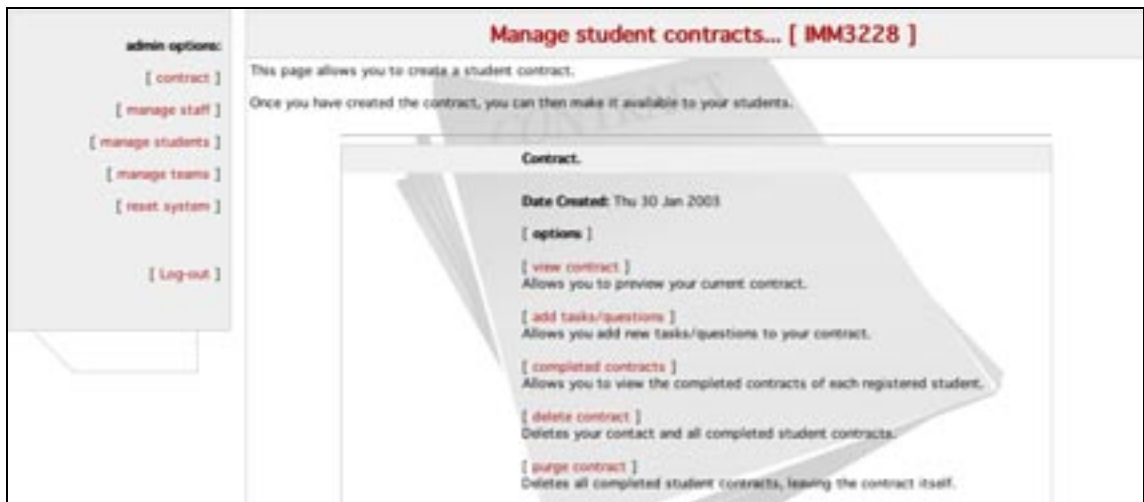 admin options:
[ contract ]
[ manage staff ]
[ manage students ]
[ manage teams ]
[ reset system ]
[ Log-out ]
Manage student contracts... [ IMM3228 ]
This page allows you to create a student contract.
Once you have created the contract, you can then make it available to your students.
CONTRACT
Contract.
Date Created: Thu 30 Jan 2003
[ options ]
[ view contract ]
Allows you to preview your current contract.
[ add tasks/questions ]
Allows you add new tasks/questions to your contract.
[ completed contracts ]
Allows you to view the completed contracts of each registered student.
[ delete contract ]
Deletes your contact and all completed student contracts.
[ purge contract ]
Deletes all completed student contracts, leaving the contract itself.